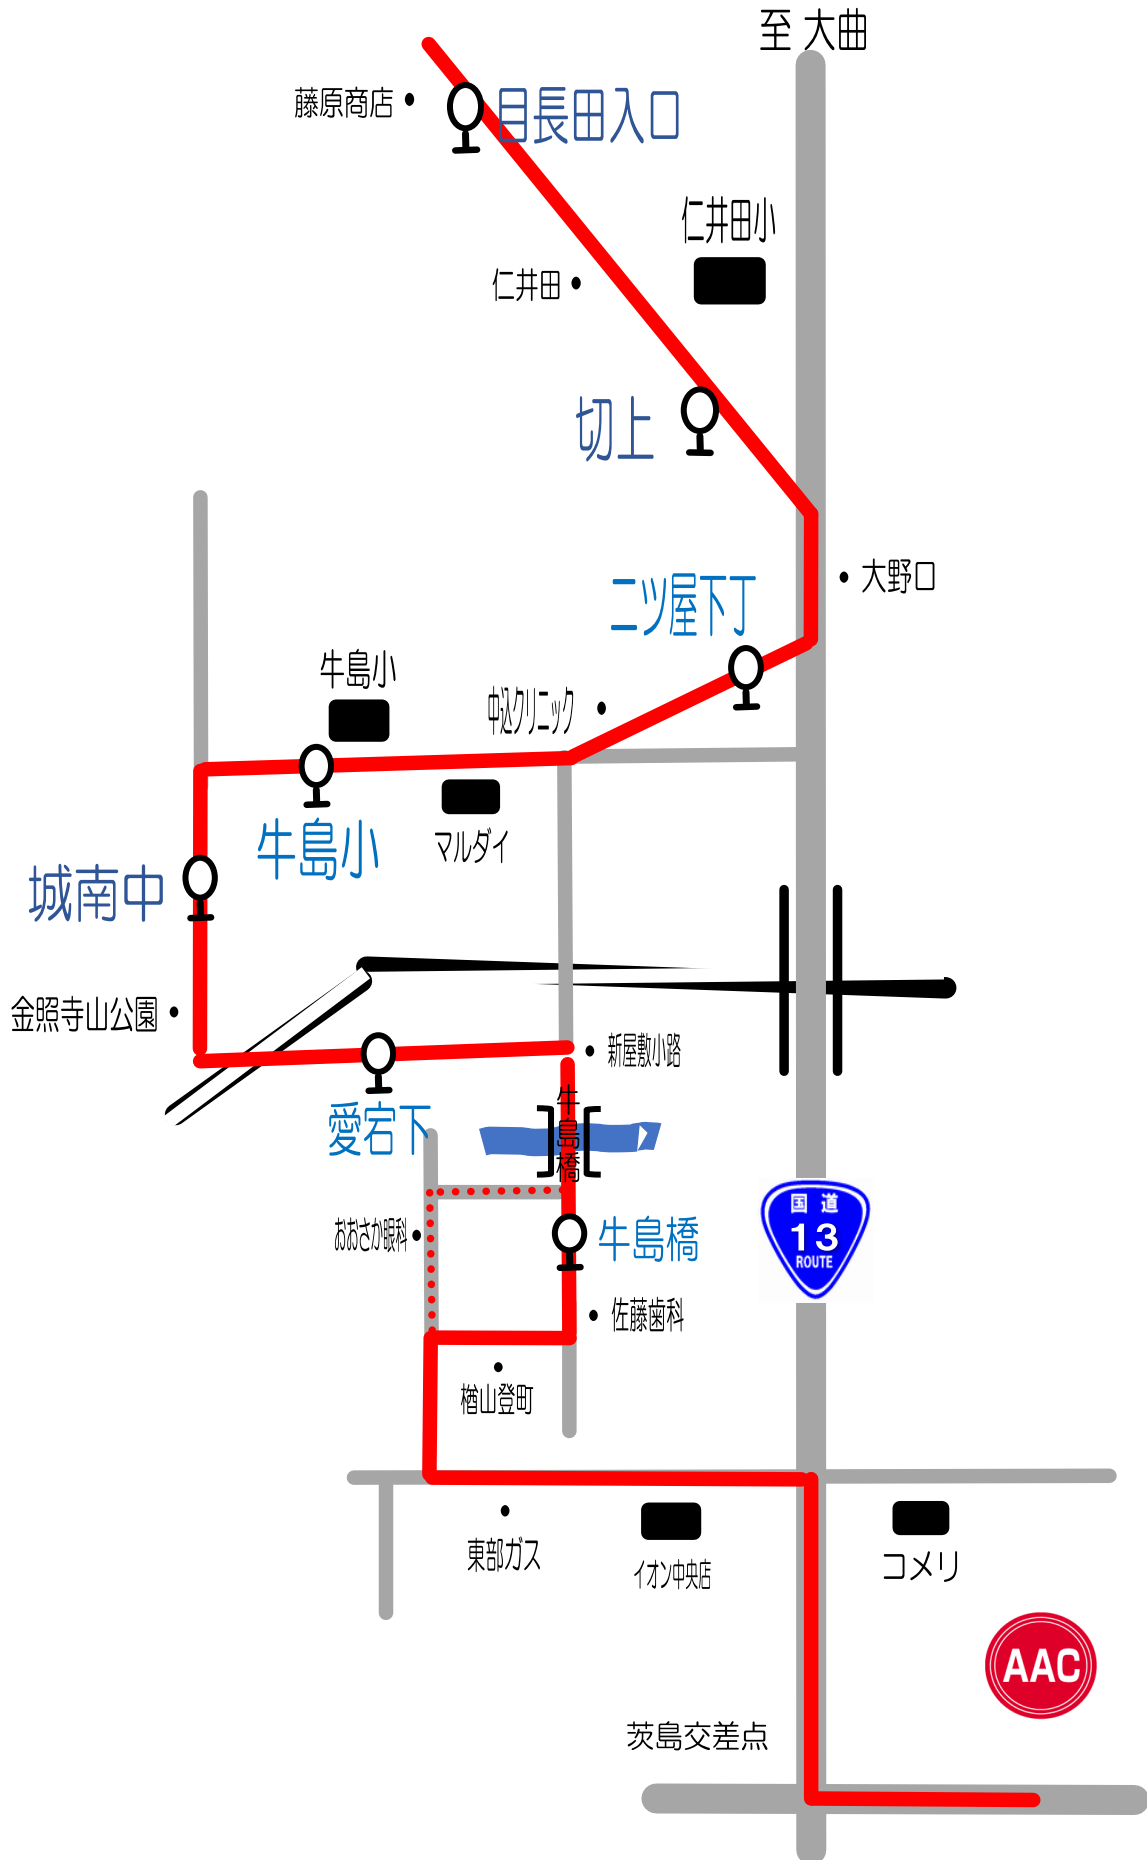 至 大曲
藤原商店
目長田入口
仁井田小
仁井田
切上
大野口
二ツ屋下丁
牛島小
中込クリニック
牛島小
マルダイ
城南中
金照寺山公園
新屋敷小路
愛宕下
牛島橋
国道
13
ROUTE
おおさか眼科
牛島橋
佐藤歯科
楢山登町
東部ガス
イオン中央店
コメリ
AAC
茨島交差点